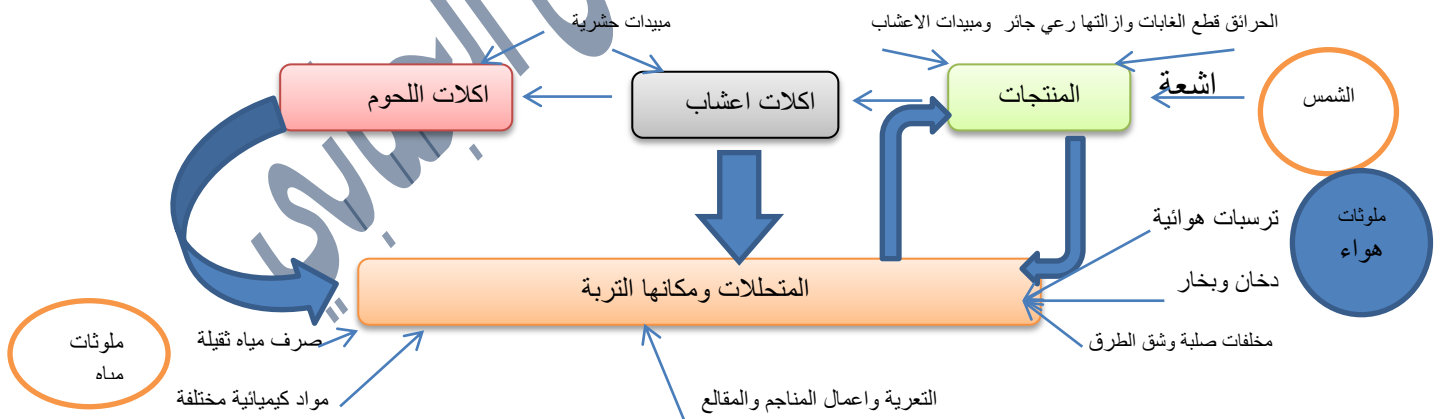 الحرائق قطع الغابات وازالتها رعي جائر ومبيدات الاعشاب
مبيدات حشرية
الشمس
اشعة
المنتجات
اكلات اعشاب
اكلات اللحوم
ملوثات
هواء
ترسبات هوائية
دخان وبخار
مخلفات صلبة وشق الطرق
المتحللات ومكانها التربة
صرف مياه ثقيلة
ملوثات
مياه
مواد كيميائية مختلفة
التعرية واعمال المناجم والمقالع